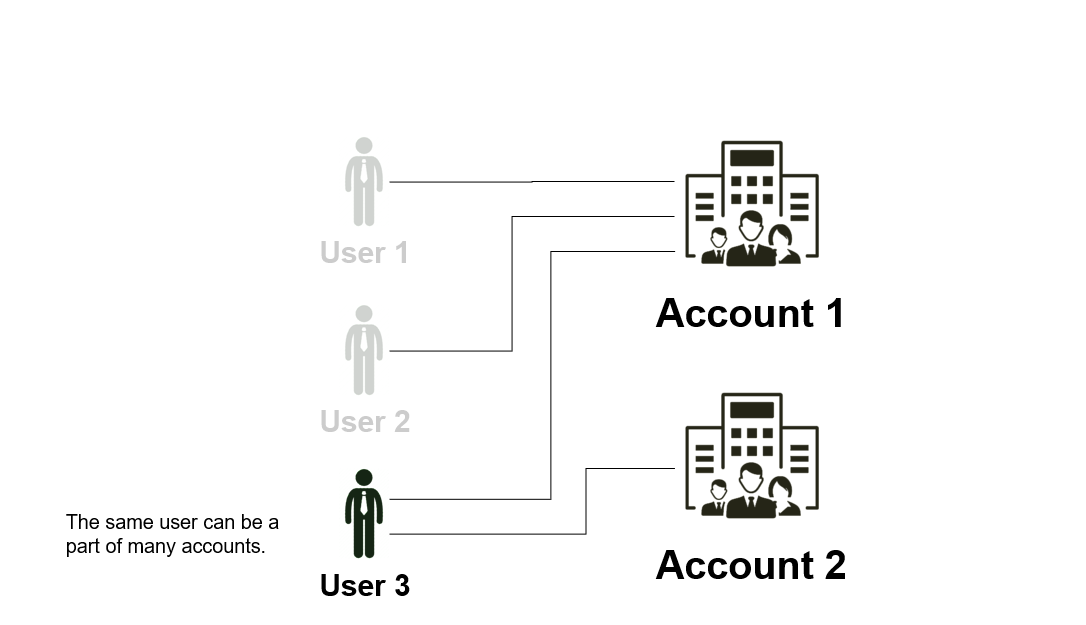 User 1
Account 1
User 2
The same user can be a
part of many accounts.
User 3
Account 2